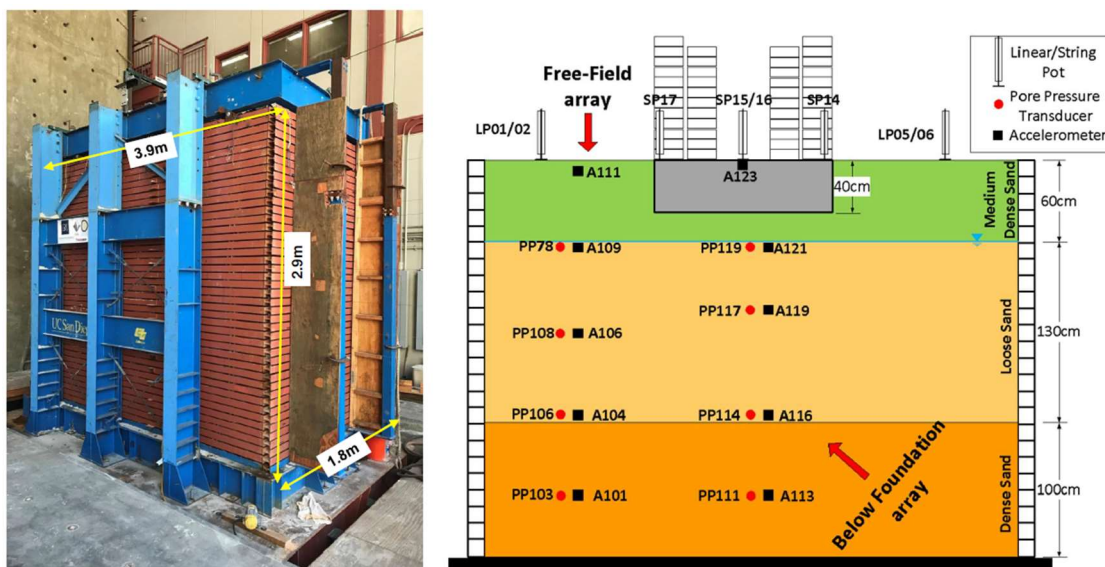 3.9m
2.9m
1.8m
UC San Die
Free-Field
array
SP17
SP15/16
SP14
LP01/02
LP05/06
Linear/String
Pot
Pore Pressure
Transducer
Accelerometer
A111
A123
40cm
Medium
Dense Sand
60cm
PP78
A109
PP119
A121
PP117
A119
PP108
A106
Loose Sand
130cm
PP106
A104
PP114
A116
PP103
A101
PP111
A113
Below Foundation
array
Dense Sand
100cm